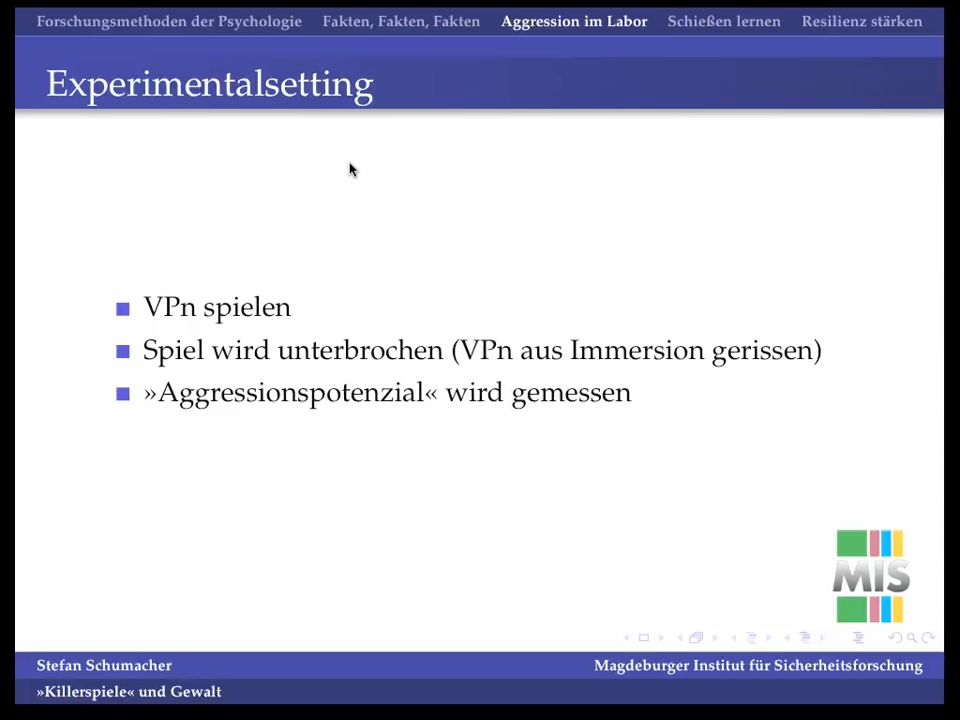 Forschungsmethoden der Psychologie Fakten, Fakten, Fakten Aggression im Labor Schießen lernen Resilienz stärken
Experimentalsetting
VPn spielen
Spiel wird unterbrochen (VPn aus Immersion gerissen)
»Aggressionspotenzial« wird gemessen
MIS
Stefan Schumacher Magdeburger Institut für Sicherheitsforschung
»Killerspiele« und Gewalt